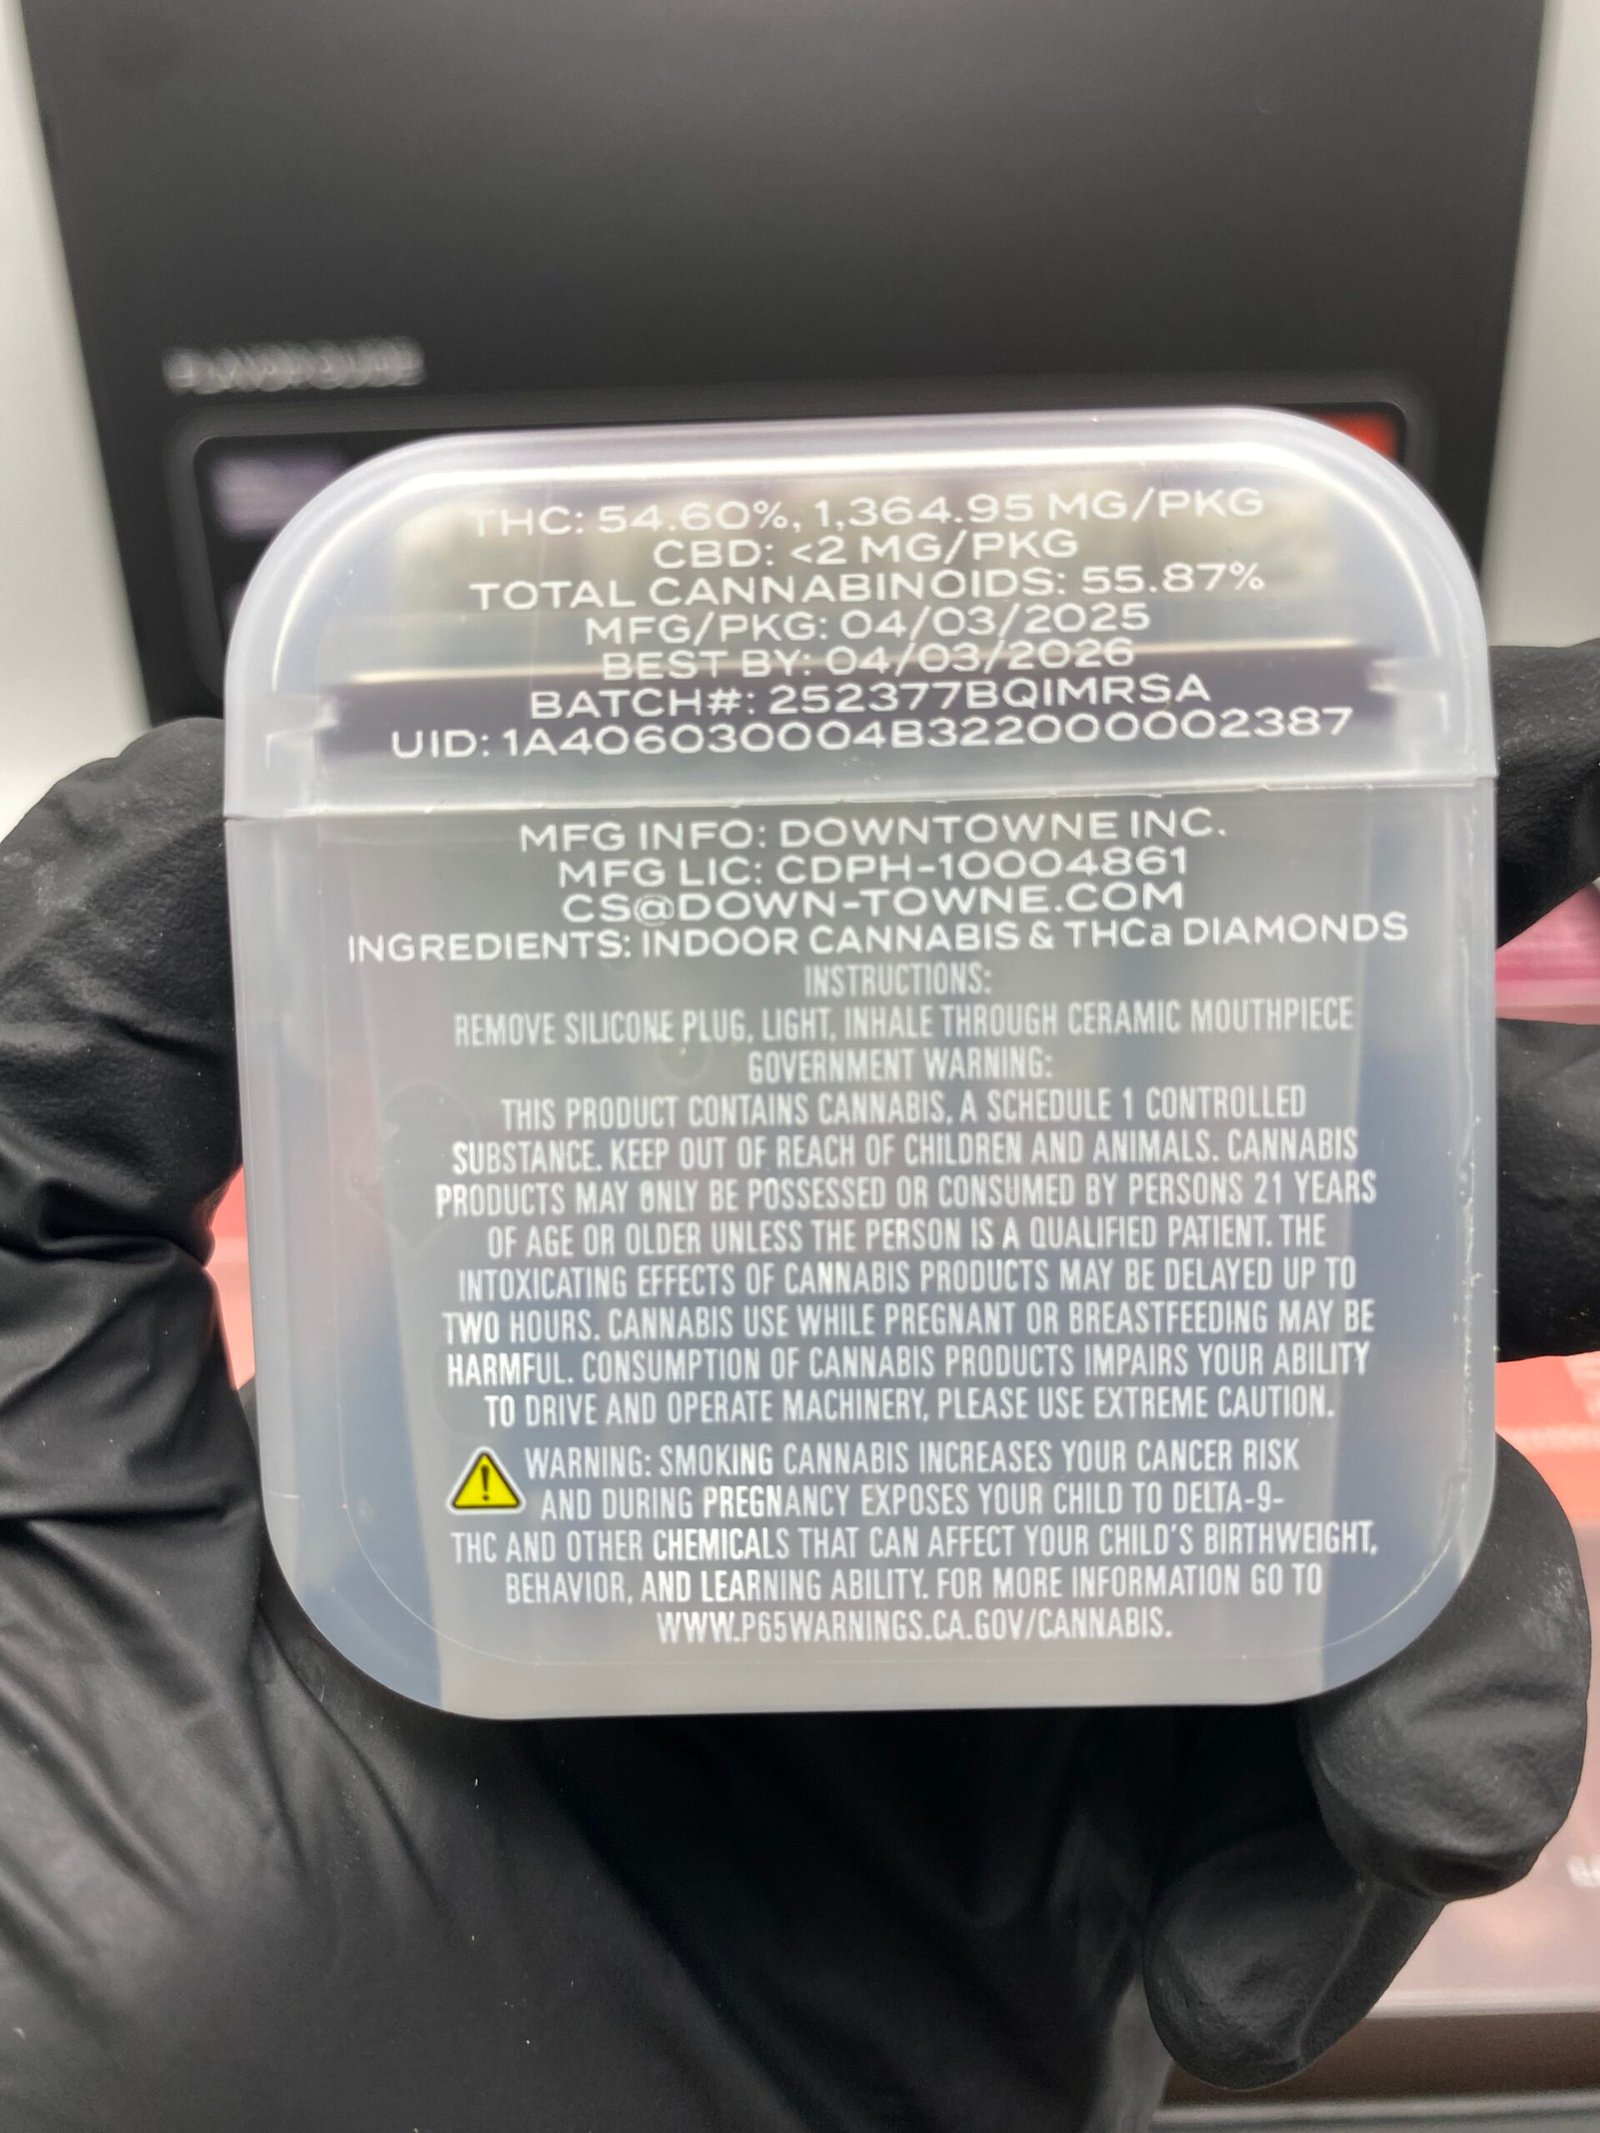 THC: 54.60%, 1,364.95 MG/PKG
CBD: <2 MG/PKG
TOTAL CANNABINOIDS: 55.87%
MFG/PKG: 04/03/2025
BEST BY: 04/03/2026
BATCH#: 252377BQIMRSA
UID: 1A406030004B322000002387
MFG INFO: DOWNTOWNE INC.
MFG LIC: CDPH-10004861
CS@DOWN-TOWNE.COM
INGREDIENTS: INDOOR CANNABIS & THCa DIAMONDS
INSTRUCTIONS:
REMOVE SILICONE PLUG, LIGHT, INHALE THROUGH CERAMIC MOUTHPIECE
GOVERNMENT WARNING:
THIS PRODUCT CONTAINS CANNABIS, A SCHEDULE 1 CONTROLLED
SUBSTANCE. KEEP OUT OF REACH OF CHILDREN AND ANIMALS. CANNABIS
PRODUCTS MAY ONLY BE POSSESSED OR CONSUMED BY PERSONS 21 YEARS
OF AGE OR OLDER UNLESS THE PERSON IS A QUALIFIED PATIENT. THE
INTOXICATING EFFECTS OF CANNABIS PRODUCTS MAY BE DELAYED UP TO
TWO HOURS. CANNABIS USE WHILE PREGNANT OR BREASTFEEDING MAY BE
HARMFUL. CONSUMPTION OF CANNABIS PRODUCTS IMPAIRS YOUR ABILITY
TO DRIVE AND OPERATE MACHINERY, PLEASE USE EXTREME CAUTION.
WARNING: SMOKING CANNABIS INCREASES YOUR CANCER RISK
AND DURING PREGNANCY EXPOSES YOUR CHILD TO DELTA-9-
THC AND OTHER CHEMICALS THAT CAN AFFECT YOUR CHILD'S BIRTHWEIGHT,
BEHAVIOR, AND LEARNING ABILITY. FOR MORE INFORMATION GO TO
WWW.P65WARNINGS.CA.GOV/CANNABIS.